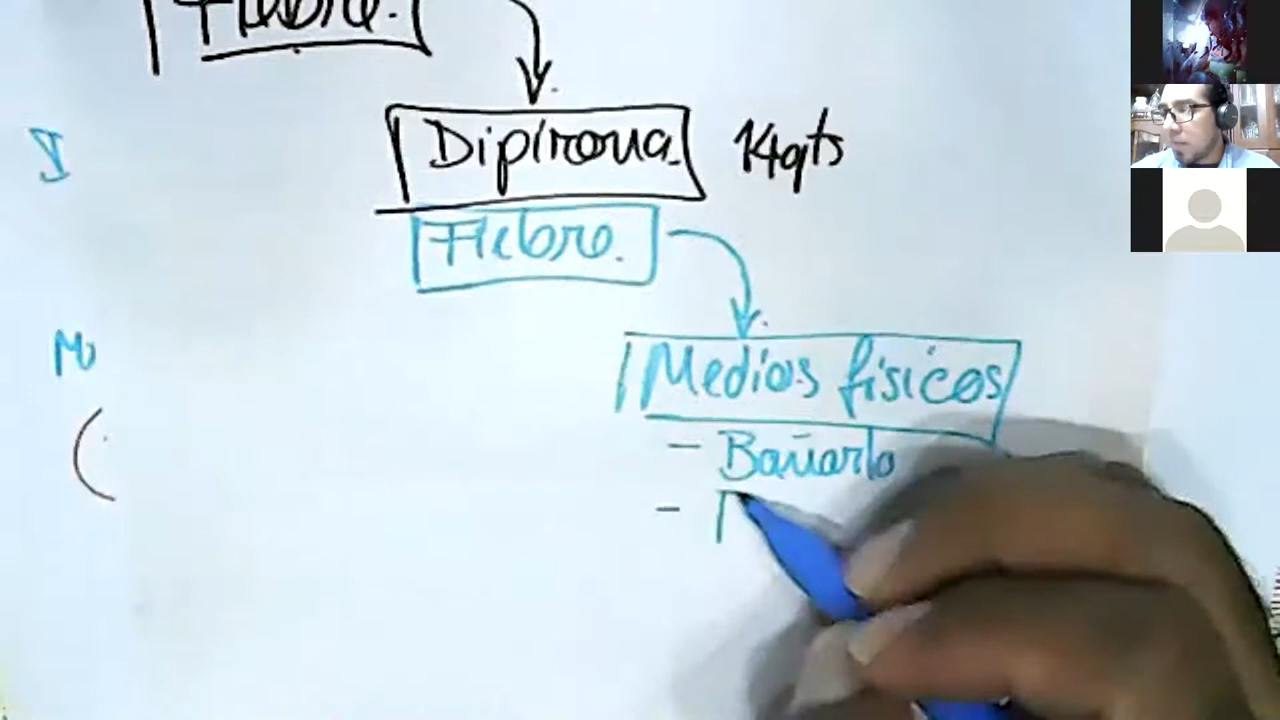 Fiebre.
Dipirona. 14gts
Fiebre.
Medios físicos
- Bañarlo
-